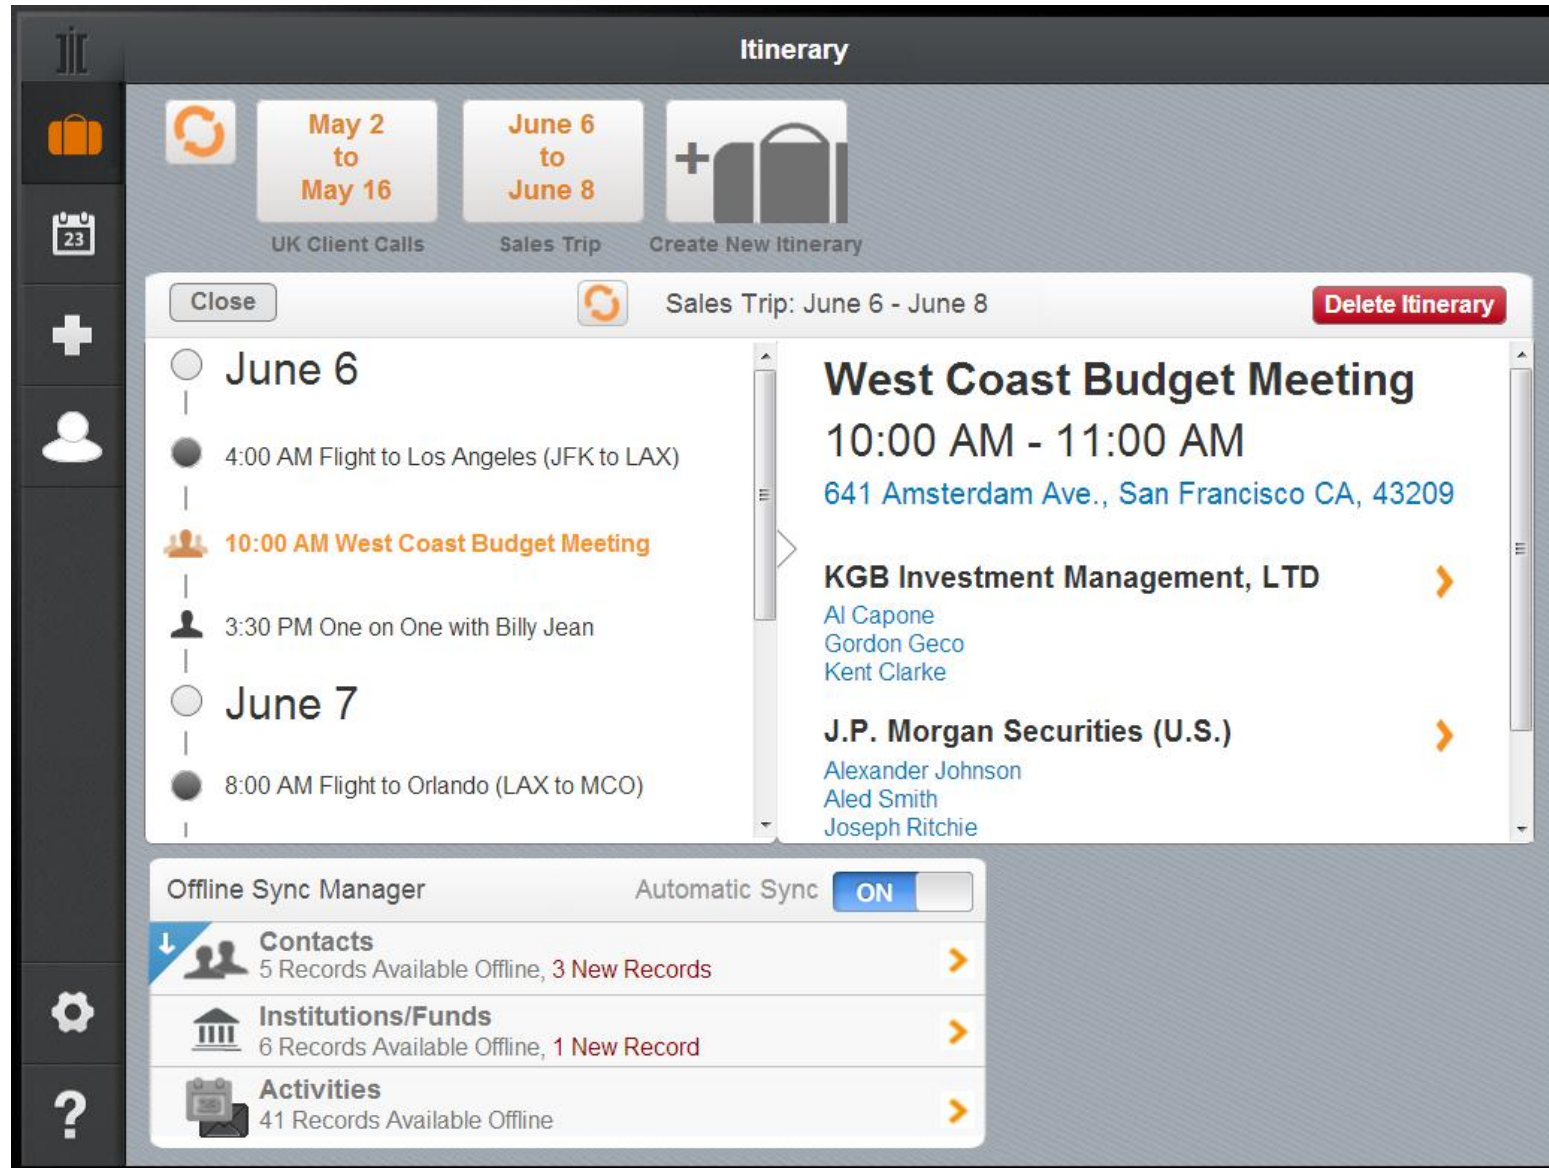 Itinerary
May 2
to
May 16
June 6
to
June 8
+
UK Client Calls
Sales Trip
Create New Itinerary
23
Close
Sales Trip: June 6 - June 8
Delete Itinerary
June 6
4:00 AM Flight to Los Angeles (JFK to LAX)
10:00 AM West Coast Budget Meeting
3:30 PM One on One with Billy Jean
June 7
8:00 AM Flight to Orlando (LAX to MCO)
West Coast Budget Meeting
10:00 AM - 11:00 AM
641 Amsterdam Ave., San Francisco CA, 43209
KGB Investment Management, LTD
Al Capone
Gordon Geco
Kent Clarke
J.P. Morgan Securities (U.S.)
Alexander Johnson
Aled Smith
Joseph Ritchie
Offline Sync Manager
Automatic Sync ON
Contacts
5 Records Available Offline, 3 New Records
Institutions/Funds
6 Records Available Offline, 1 New Record
Activities
41 Records Available Offline
?